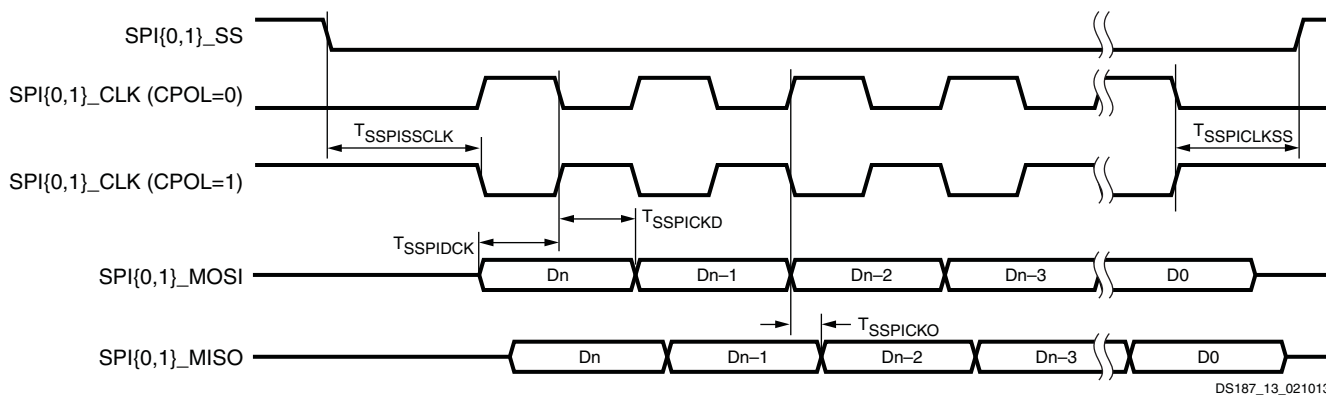 SPI{0,1}_SS
SPI{0,1}_CLK (CPOL=0)
TSSPISSCLK
TSSPICLKSS
SPI{0,1}_CLK (CPOL=1)
TSSPICKD
TSSPIDCK
SPI{0,1}_MOSI
Dn Dn–1 Dn–2 Dn–3 D0
TSSPICKO
SPI{0,1}_MISO
Dn Dn–1 Dn–2 Dn–3 D0
DS187_13_021013